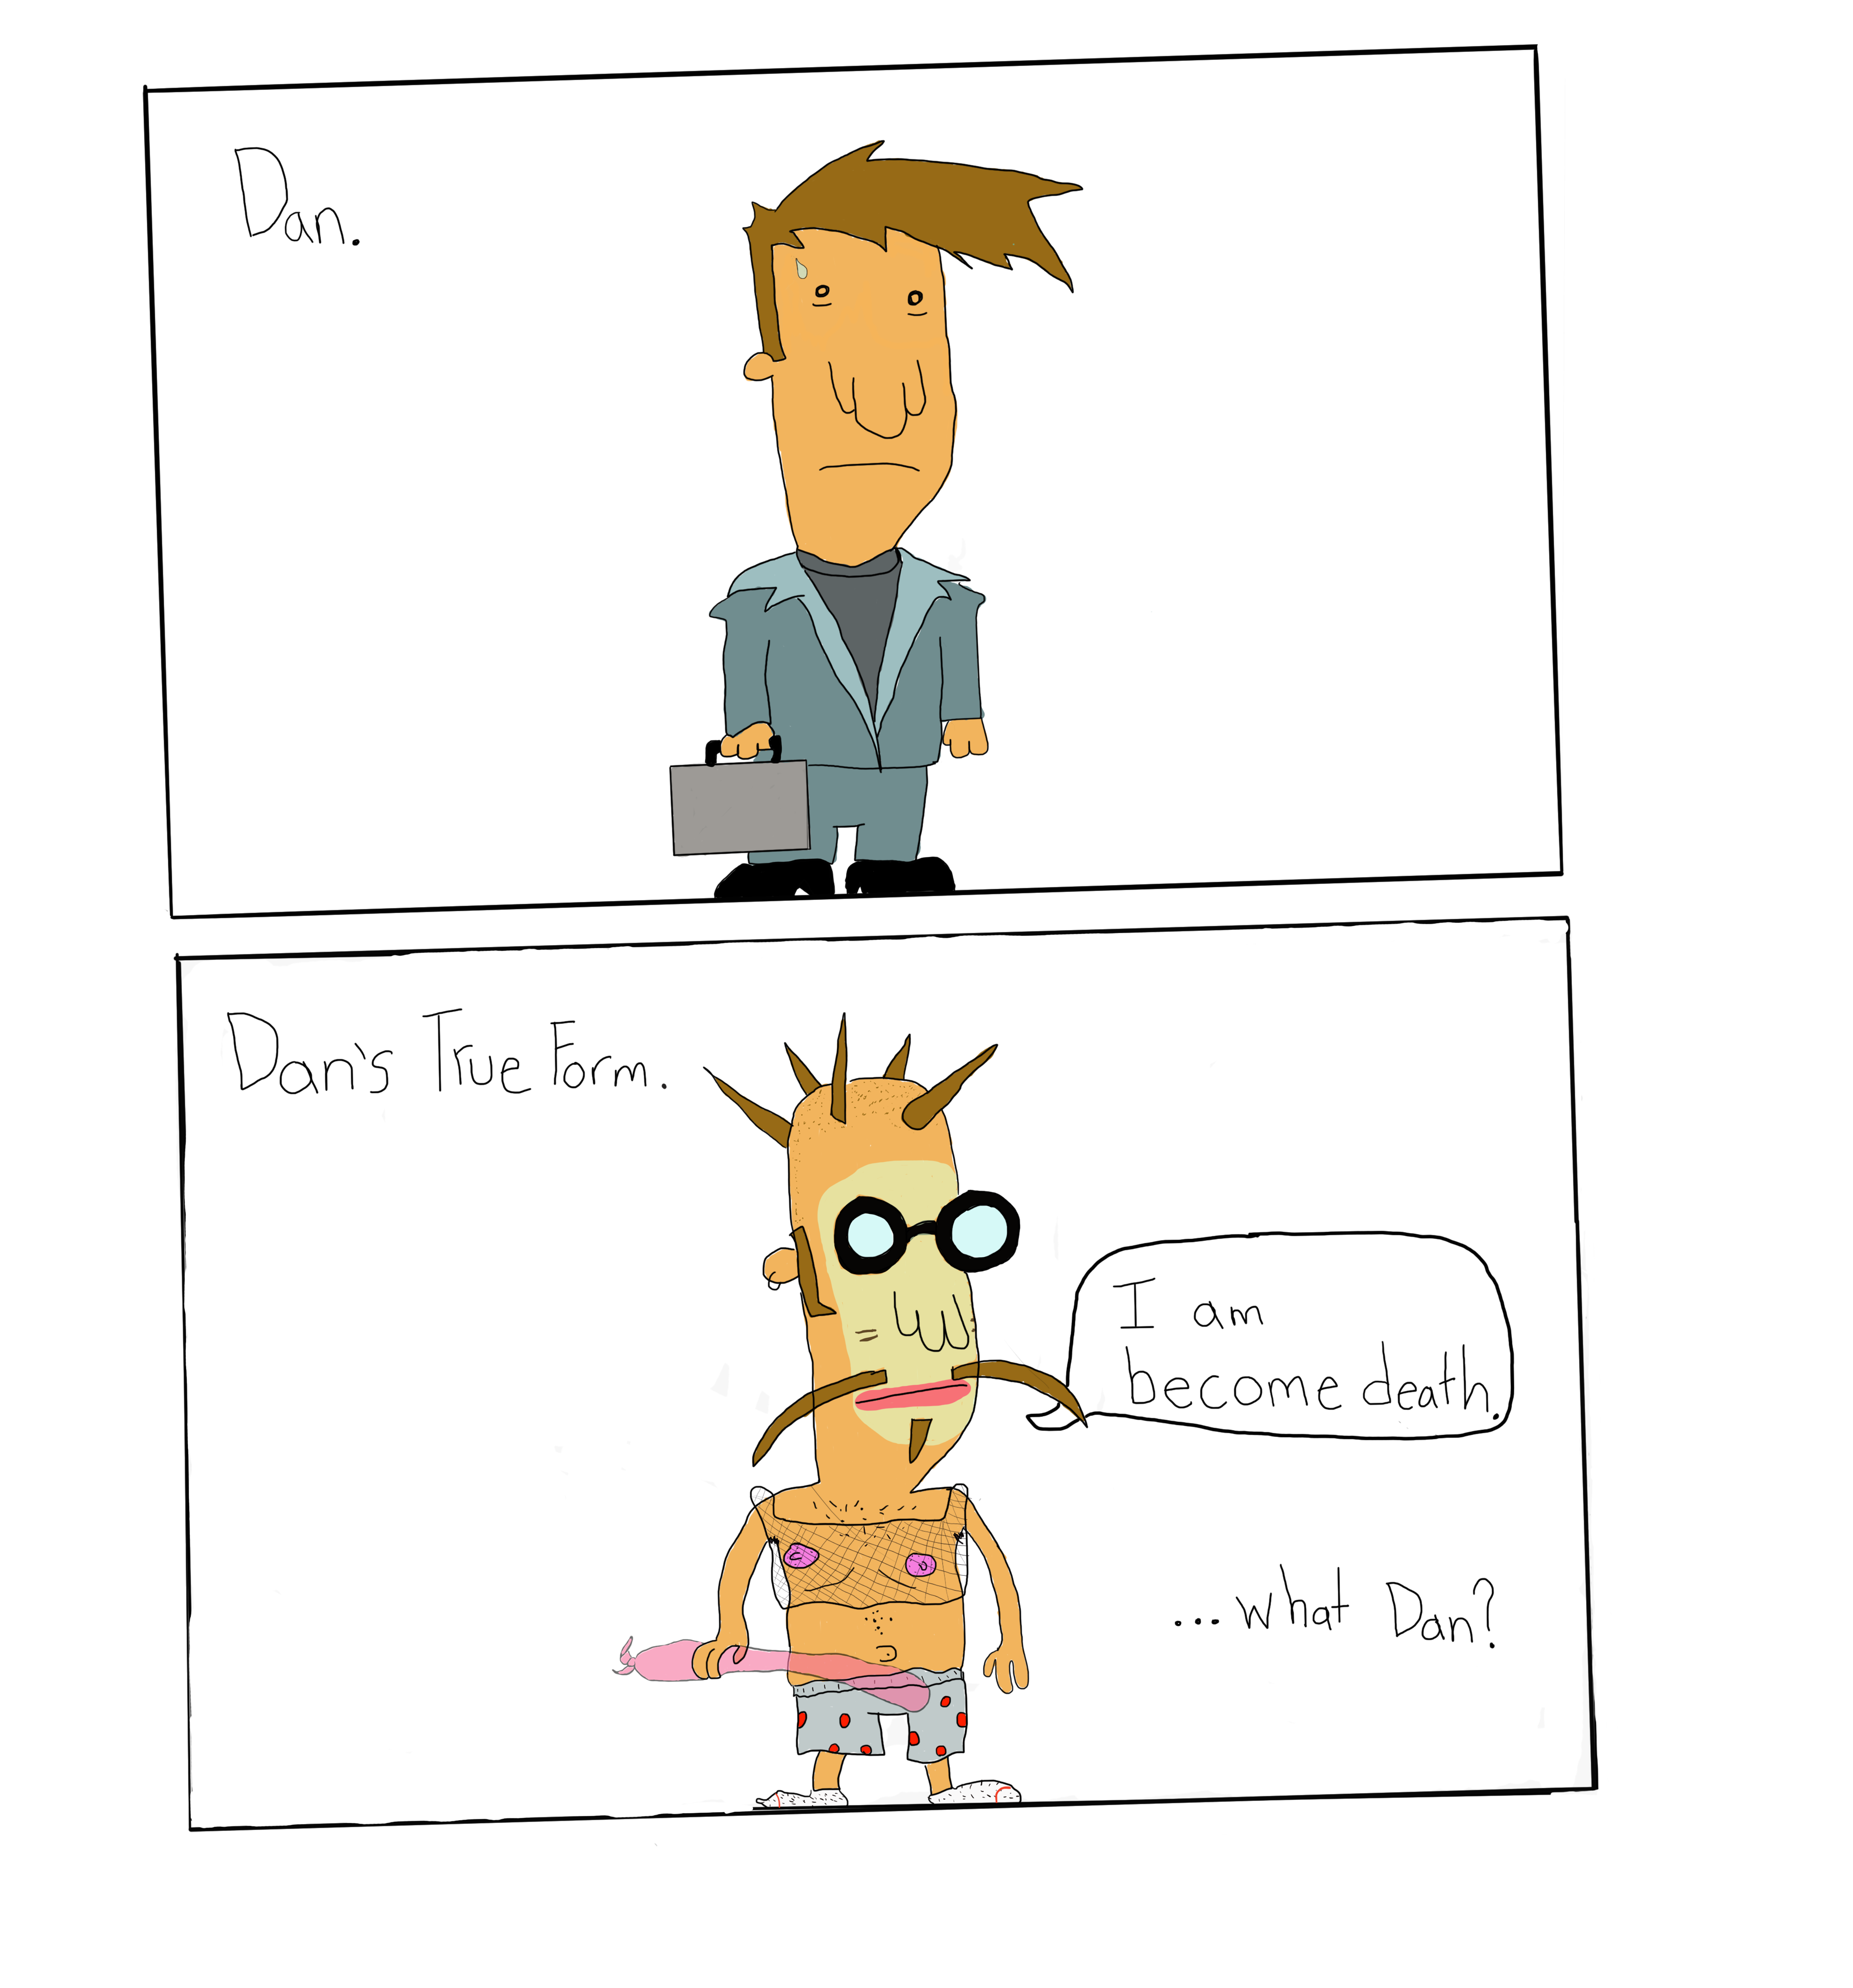 Dan.
Dan's True Form.
I am
become death.
...what Dan?